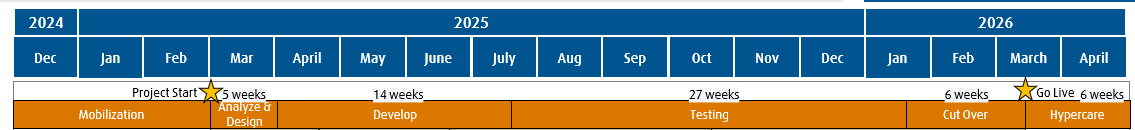 2024 2025 2026
Dec Jan Feb Mar April May June July Aug Sep Oct Nov Dec Jan Feb March April
Project Start 5 weeks 14 weeks 27 weeks 6 weeks Go Live 6 weeks
Mobilization Analyze & Develop Testing Cut Over Hypercare
Design